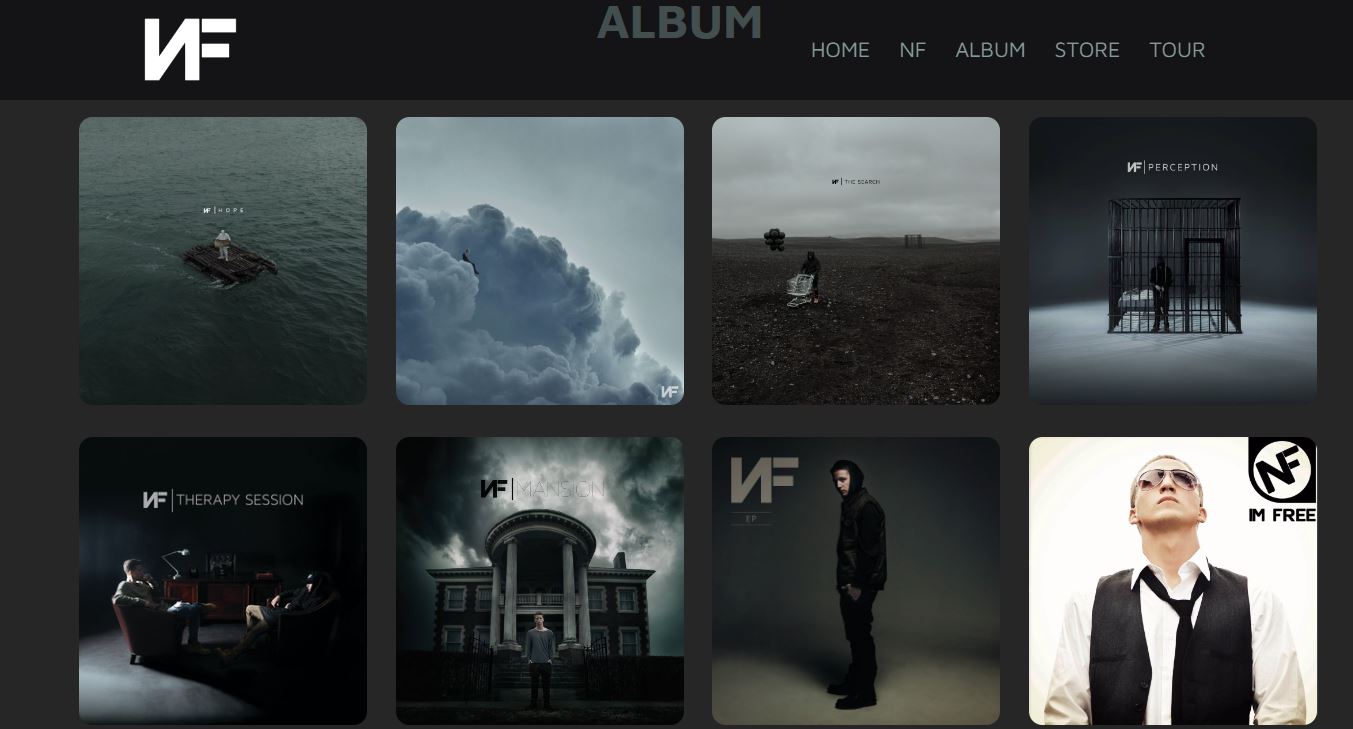 ALBUM
NF
HOME NF ALBUM STORE TOUR
NF | HOPE
NF
NF | THE SEARCH
NF | PERCEPTION
NF | THERAPY SESSION
NF | MANSION
NF
EP
NF
IM FREE